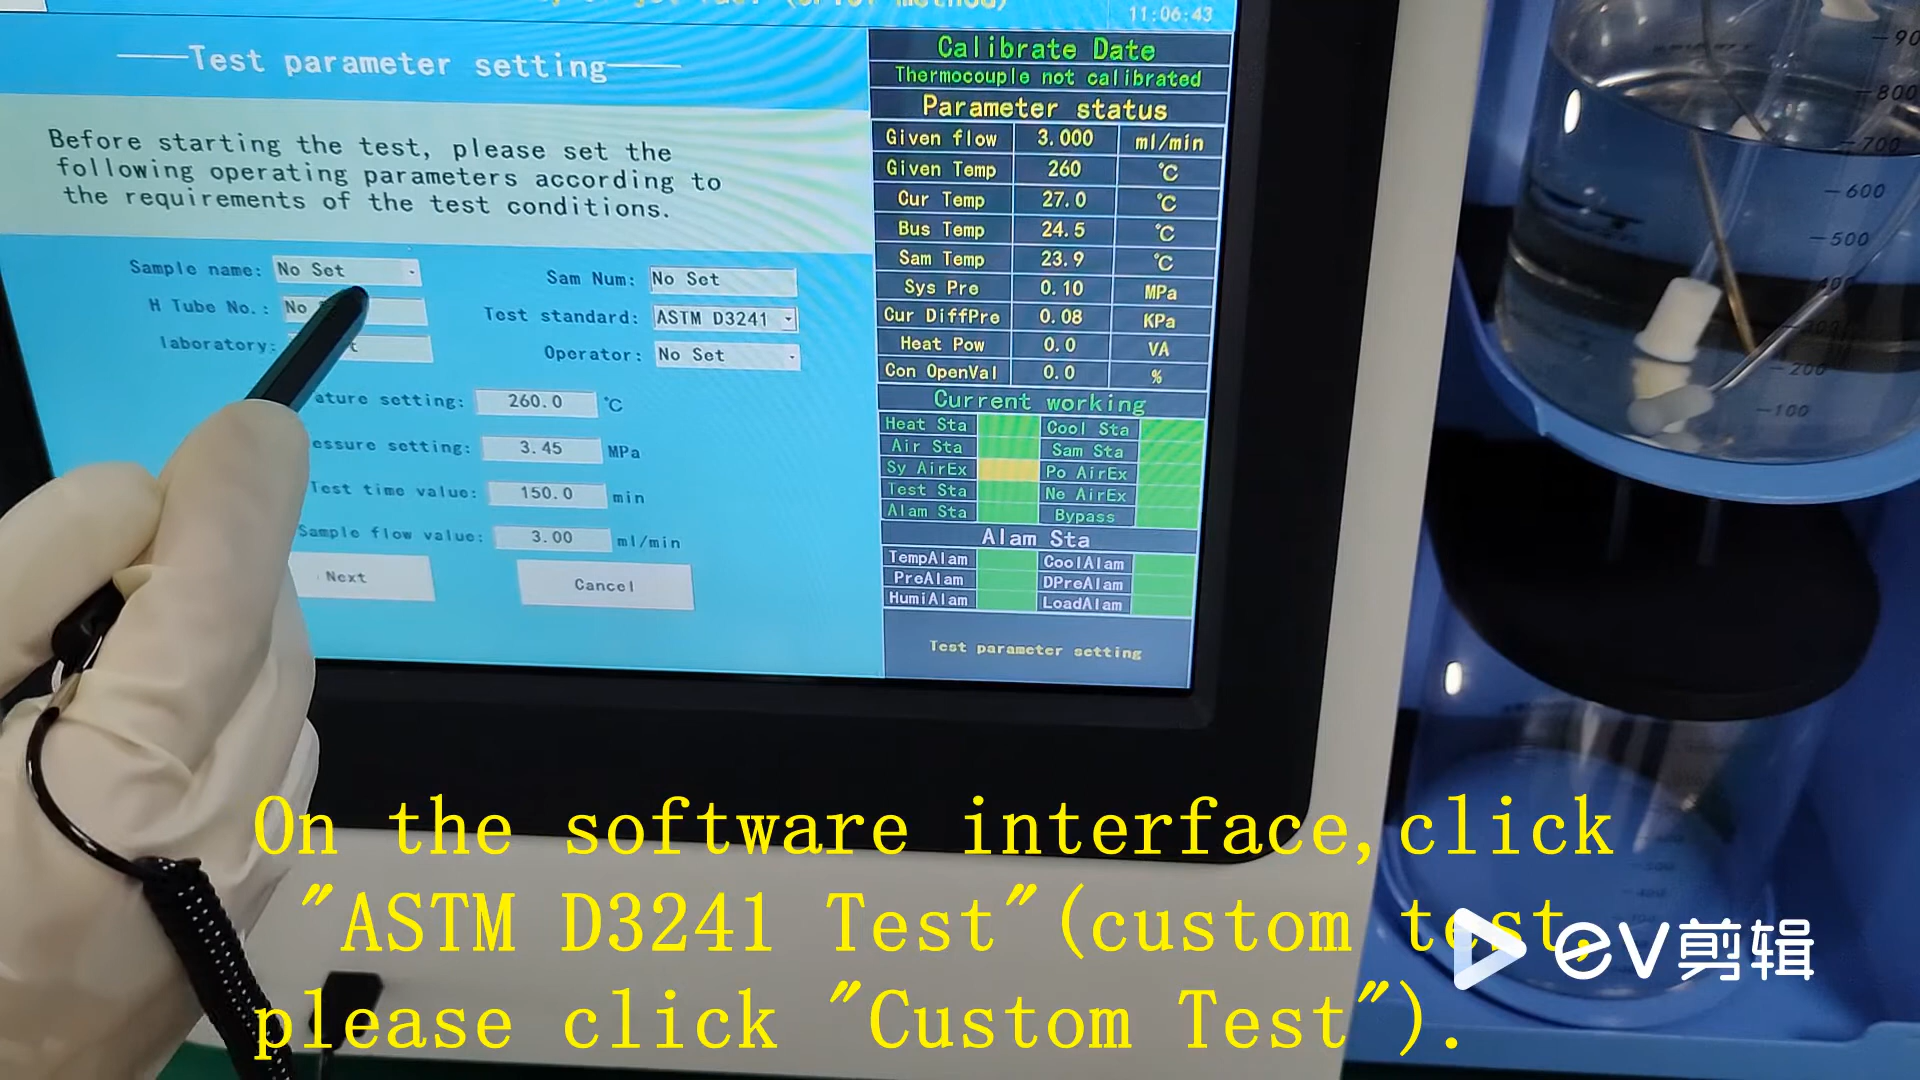 11:06:43
Test parameter setting
Before starting the test, please set the
following operating parameters according to
the requirements of the test conditions.
Sample name: No Set
Sam Num: No Set
H Tube No.: No
Test standard: ASTM D3241
laboratory:
Operator: No Set
ature setting: 260.0 ℃
essure setting: 3.45 MPa
Test time value: 150.0 min
Sample flow value: 3.00 ml/min
Next
Cancel
Calibrate Date
Thermocouple not calibrated
Parameter status
Given flow 3.000 ml/min
Given Temp 260 ℃
Cur Temp 27.0 ℃
Bus Temp 24.5 ℃
Sam Temp 23.9 ℃
Sys Pre 0.10 MPa
Cur DiffPre 0.08 KPa
Heat Pow 0.0 VA
Con OpenVal 0.0 %
Current working
Heat Sta Cool Sta
Air Sta Sam Sta
Sy AirEx Po AirEx
Test Sta Ne AirEx
Alam Sta Bypass
Alam Sta
TempAlam CoolAlam
PreAlam DPreAlam
HumiAlam LoadAlam
Test parameter setting
900
800
700
600
500
400
300
200
100
On the software interface,click
"ASTM D3241 Test"(custom test,
please click "Custom Test").
ev剪辑